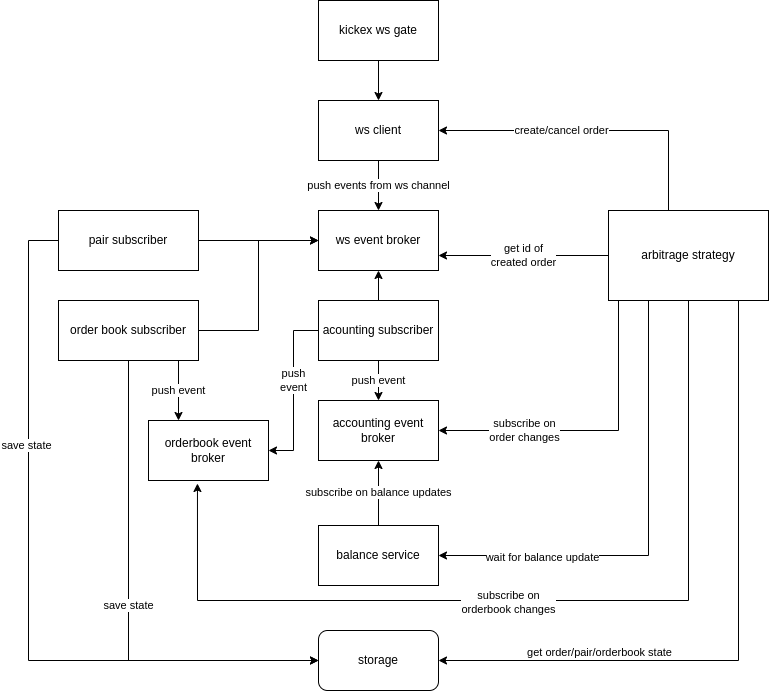 kickex ws gate
ws client
create/cancel order
push events from ws channel
pair subscriber
ws event broker
get id of
created order
arbitrage strategy
order book subscriber
acounting subscriber
push event
push
event
push event
accounting event
broker
subscribe on
order changes
orderbook event
broker
save state
subscribe on balance updates
balance service
wait for balance update
save state
subscribe on
orderbook changes
storage
get order/pair/orderbook state